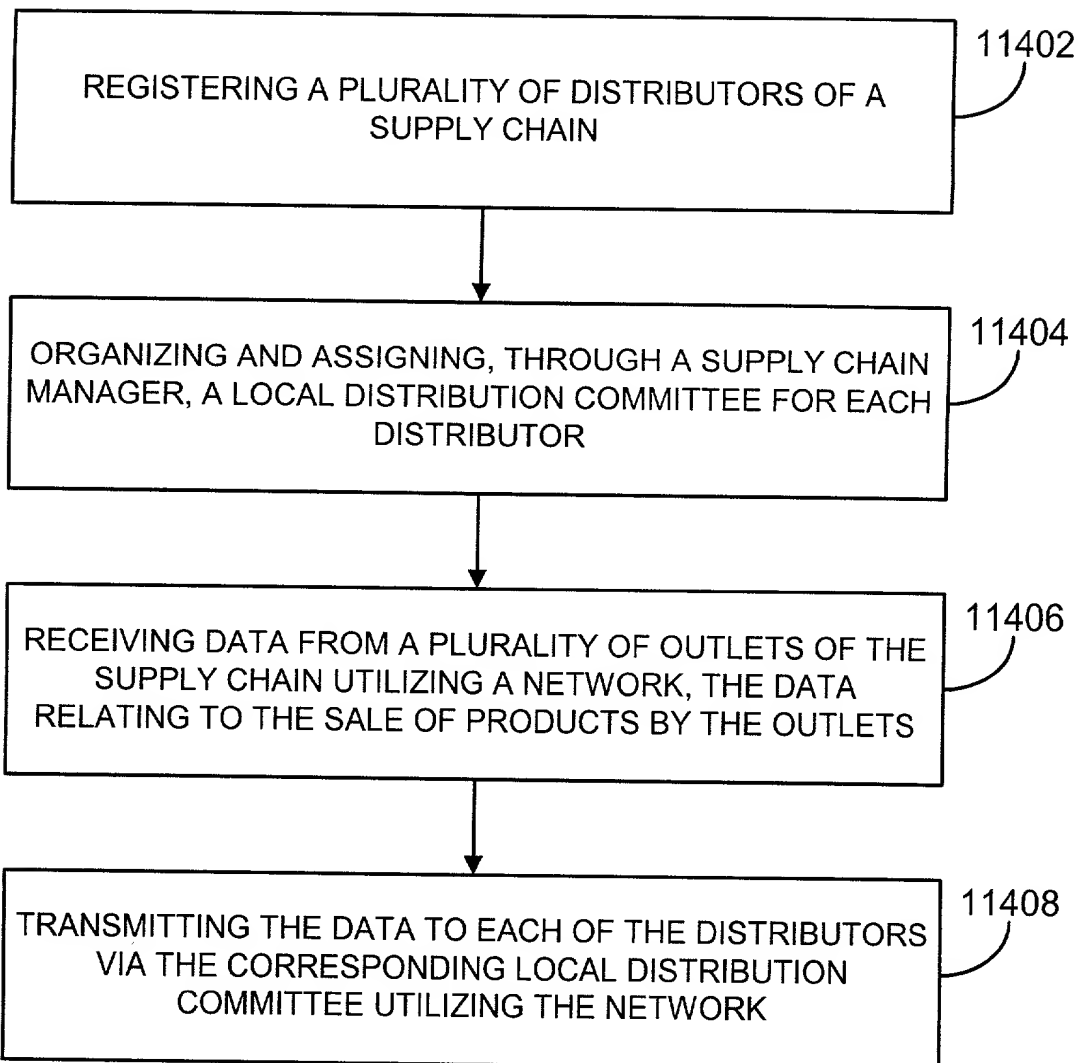 11402
REGISTERING A PLURALITY OF DISTRIBUTORS OF A
SUPPLY CHAIN
11404
ORGANIZING AND ASSIGNING, THROUGH A SUPPLY CHAIN
MANAGER, A LOCAL DISTRIBUTION COMMITTEE FOR EACH
DISTRIBUTOR
11406
RECEIVING DATA FROM A PLURALITY OF OUTLETS OF THE
SUPPLY CHAIN UTILIZING A NETWORK, THE DATA
RELATING TO THE SALE OF PRODUCTS BY THE OUTLETS
11408
TRANSMITTING THE DATA TO EACH OF THE DISTRIBUTORS
VIA THE CORRESPONDING LOCAL DISTRIBUTION
COMMITTEE UTILIZING THE NETWORK